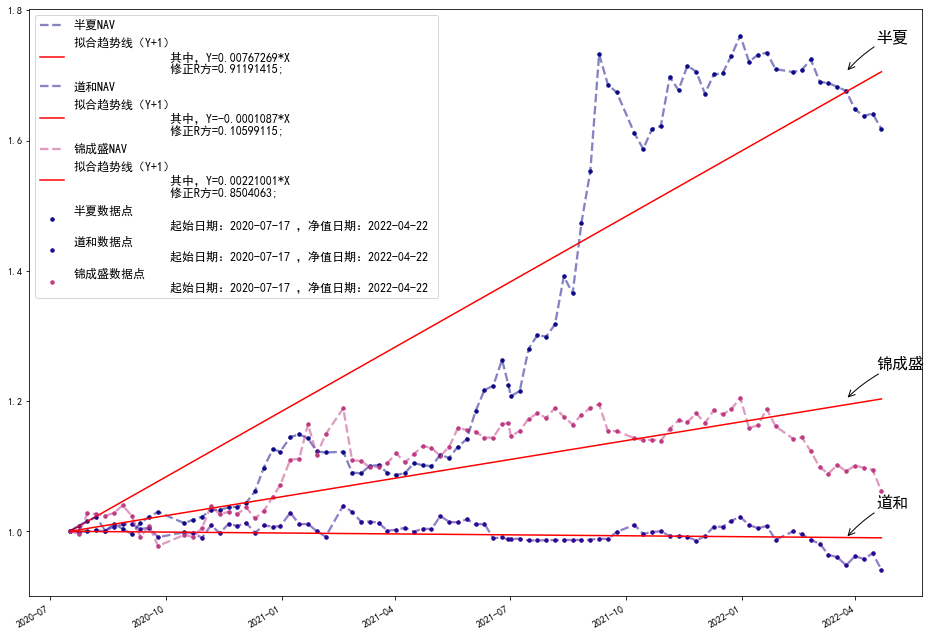 半夏NAV
拟合趋势线（Y+1）
其中，Y=0.00767269*X
修正R方=0.91191415;
道和NAV
拟合趋势线（Y+1）
其中，Y=-0.0001087*X
修正R方=0.10599115;
锦成盛NAV
拟合趋势线（Y+1）
其中，Y=0.00221001*X
修正R方=0.8504063;
半夏数据点
起始日期：2020-07-17 ，净值日期：2022-04-22
道和数据点
起始日期：2020-07-17 ，净值日期：2022-04-22
锦成盛数据点
起始日期：2020-07-17 ，净值日期：2022-04-22
半夏
锦成盛
道和
1.8
1.6
1.4
1.2
1.0
2020-07
2020-10
2021-01
2021-04
2021-07
2021-10
2022-01
2022-04